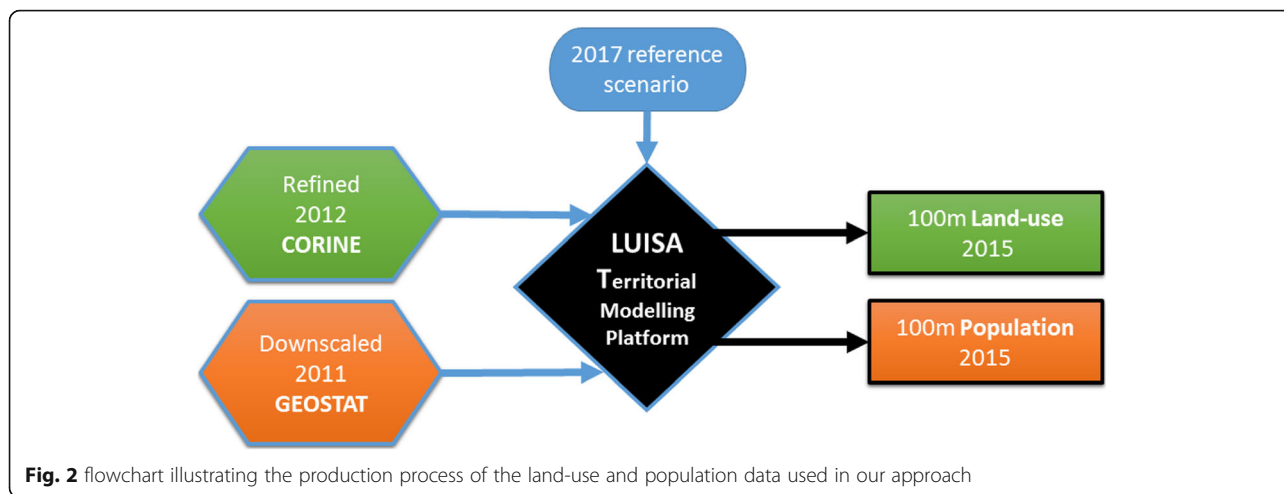 2017 reference
scenario
Refined
2012
CORINE
Downscaled
2011
GEOSTAT
LUISA
Territorial
Modelling
Platform
100m Land-use
2015
100m Population
2015
Fig. 2 flowchart illustrating the production process of the land-use and population data used in our approach